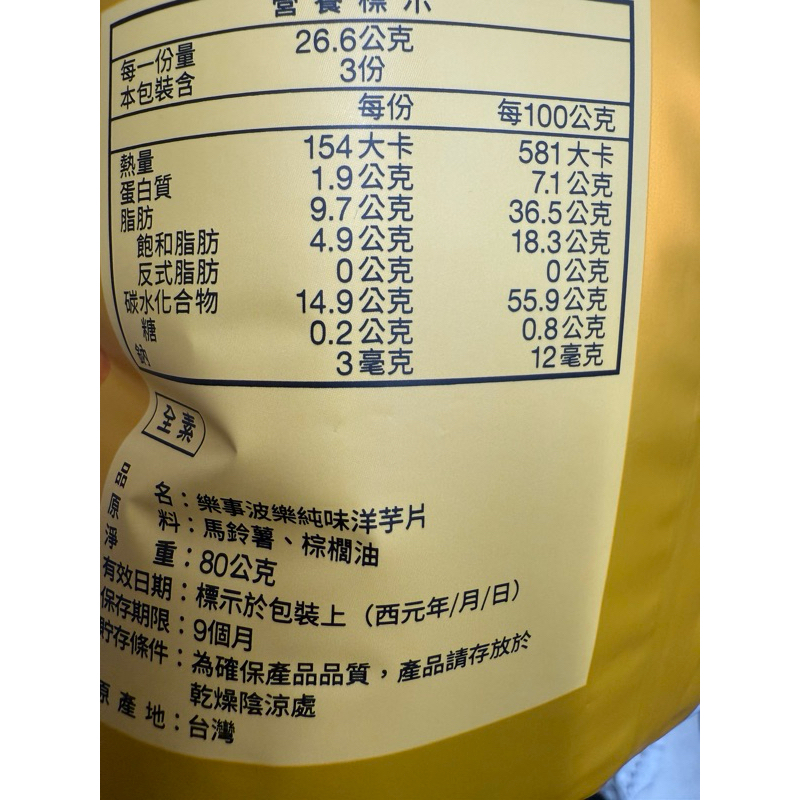 營養標示
每一份量 26.6公克
本包裝含 3份
每份 每100公克
熱量 154大卡 581大卡
蛋白質 1.9公克 7.1公克
脂肪 9.7公克 36.5公克
飽和脂肪 4.9公克 18.3公克
反式脂肪 0公克 0公克
碳水化合物 14.9公克 55.9公克
糖 0.2公克 0.8公克
鈉 3毫克 12毫克
全素
品名：樂事波樂純味洋芋片
原料：馬鈴薯、棕櫚油
淨重：80公克
有效日期：標示於包裝上（西元年/月/日）
保存期限：9個月
貯存條件：為確保產品品質，產品請存放於
乾燥陰涼處
原產地：台灣